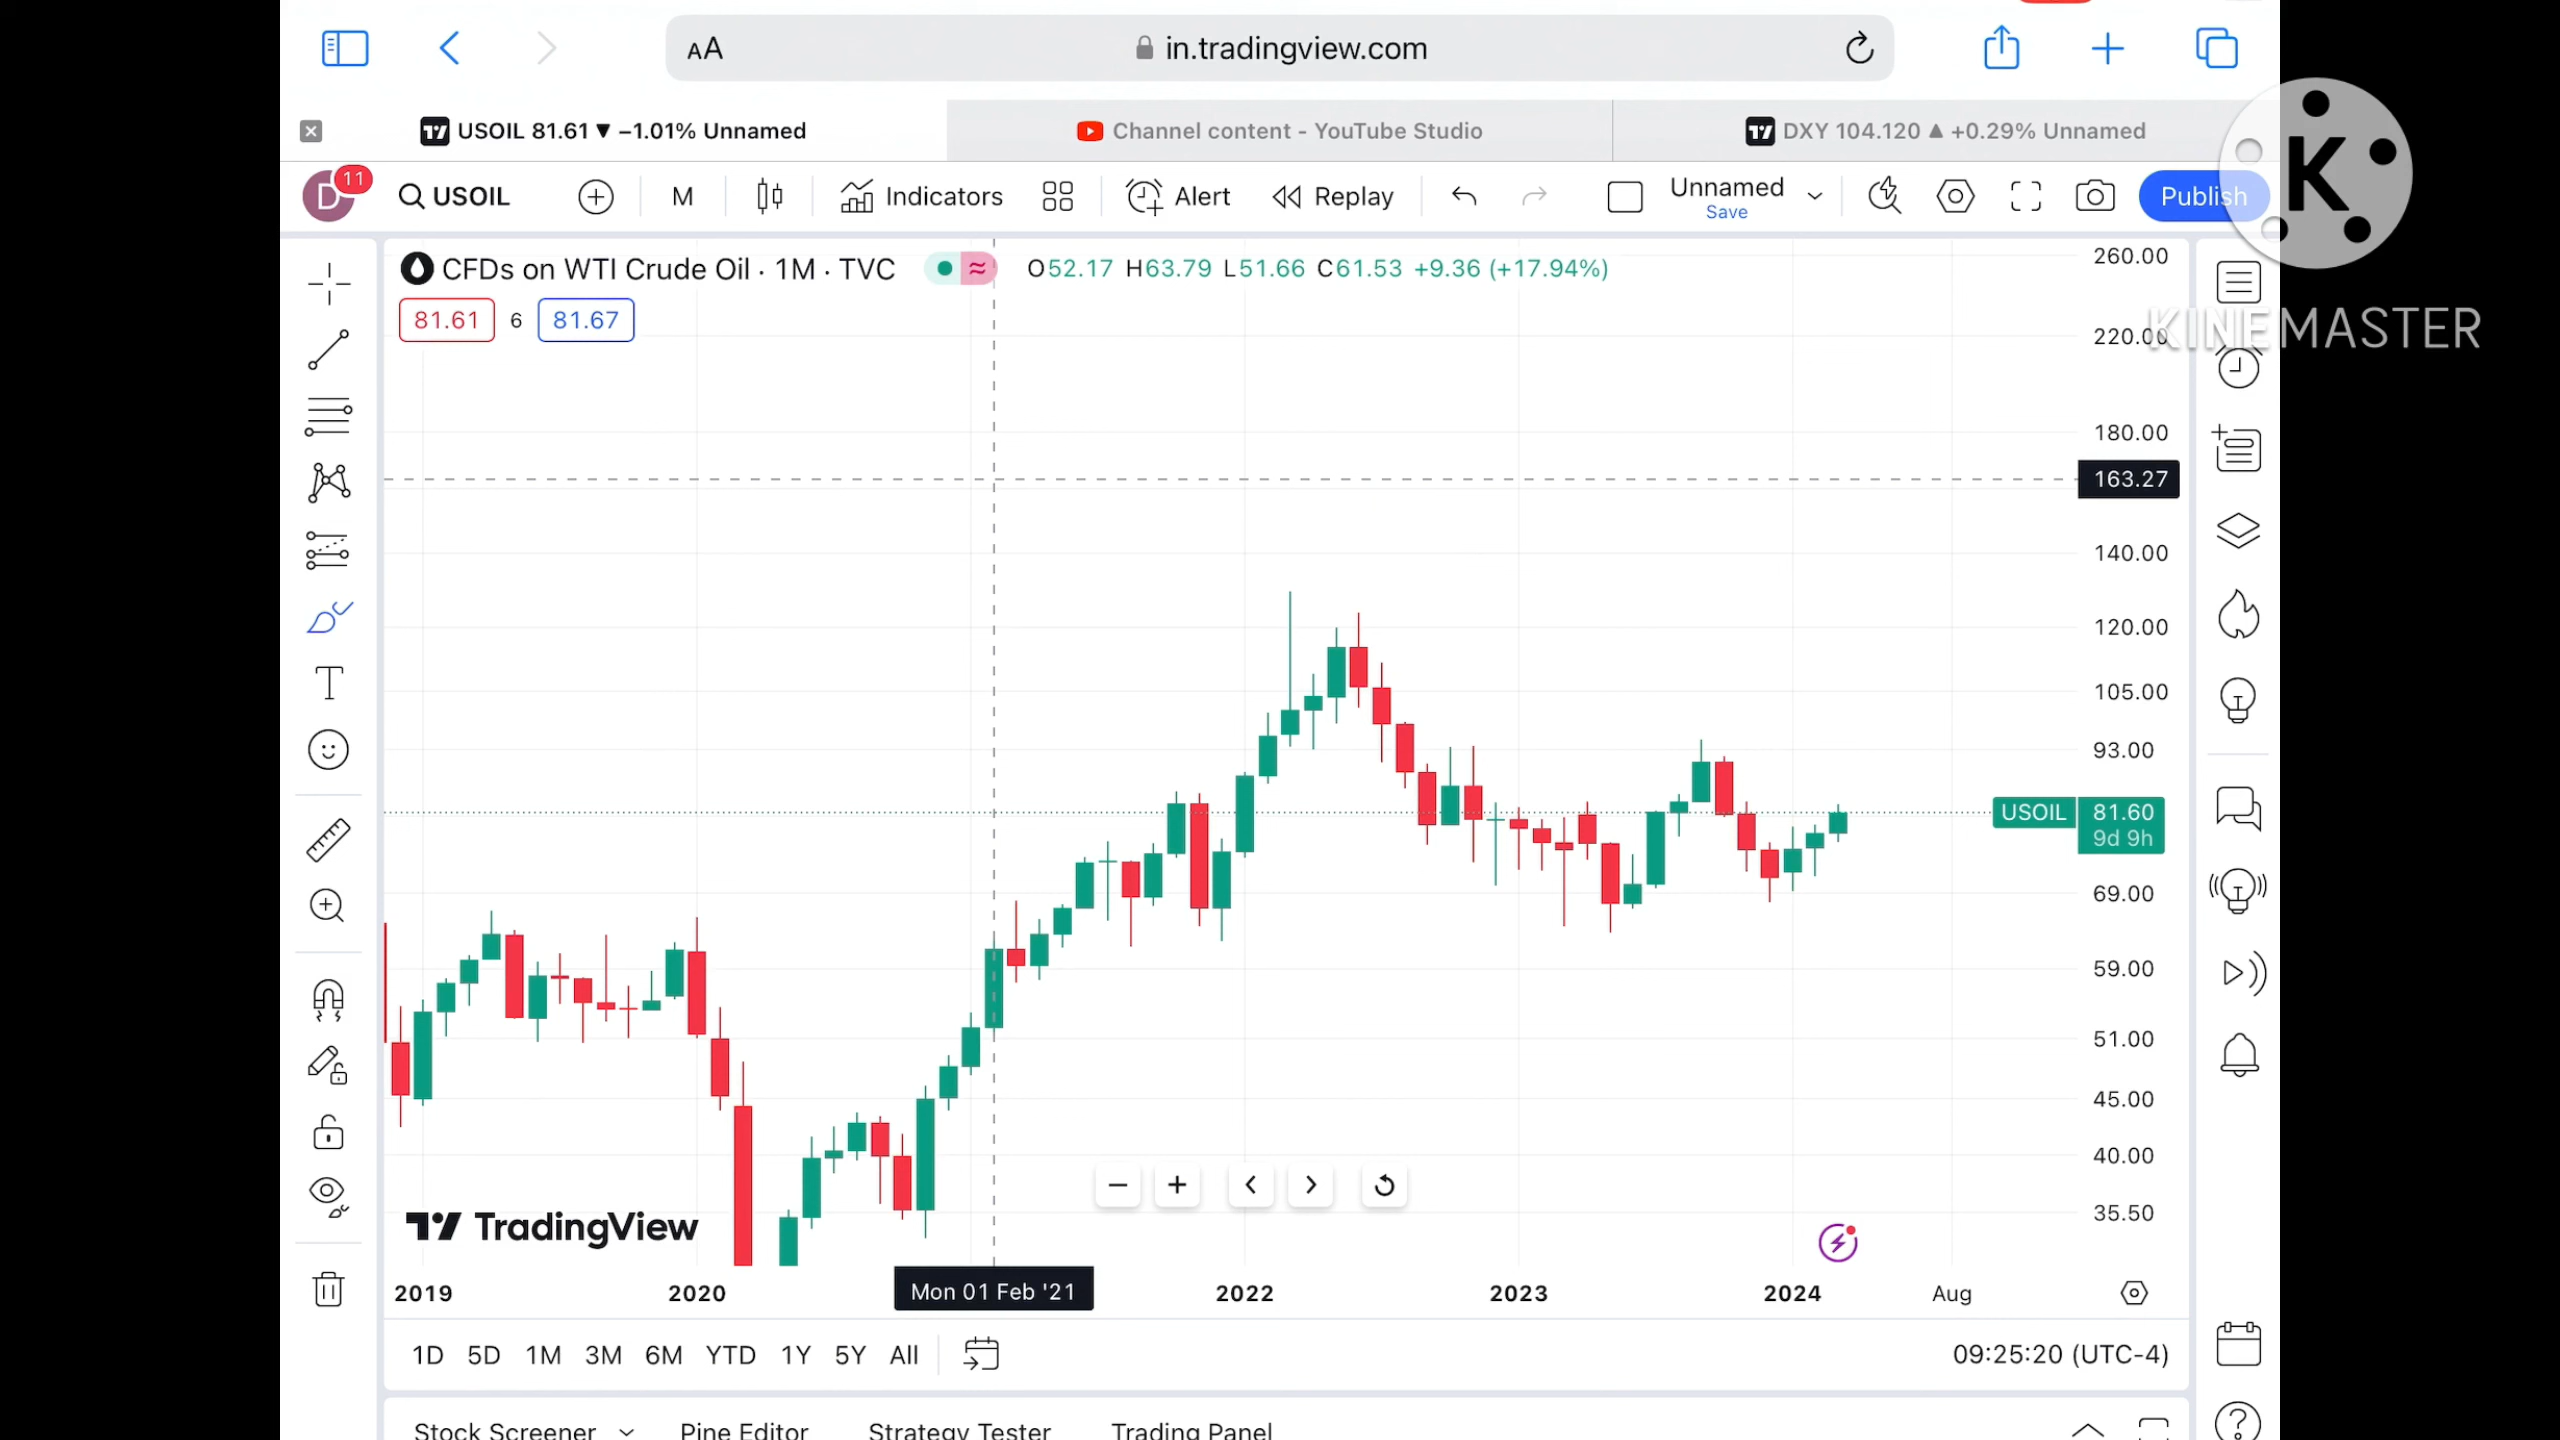 AA
in.tradingview.com
USOIL 81.61 ▼ −1.01% Unnamed
Channel content - YouTube Studio
DXY 104.120 ▲ +0.29% Unnamed
D
11
USOIL
M
Indicators
Alert
Replay
Unnamed
Save
Publish
K
KINEMASTER
CFDs on WTI Crude Oil · 1M · TVC
O52.17 H63.79 L51.66 C61.53 +9.36 (+17.94%)
81.61 6 81.67
260.00
220.00
180.00
163.27
140.00
120.00
105.00
93.00
USOIL 81.60
9d 9h
69.00
59.00
51.00
45.00
40.00
35.50
TradingView
2019 2020 Mon 01 Feb '21 2022 2023 2024 Aug
1D 5D 1M 3M 6M YTD 1Y 5Y All
09:25:20 (UTC-4)
Stock Screener Pine Editor Strategy Tester Trading Panel